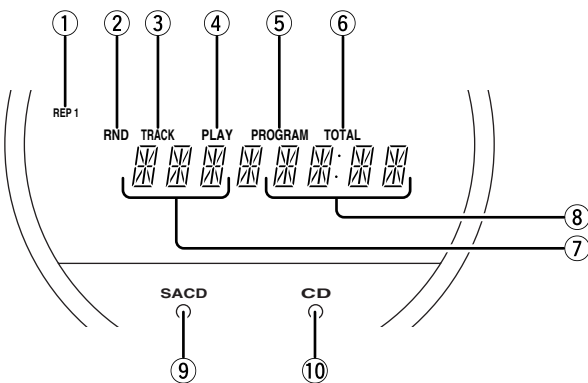 ① ② ③ ④ ⑤ ⑥
REP 1
RND TRACK PLAY PROGRAM TOTAL
⑧
⑦
SACD CD
⑨ ⑩